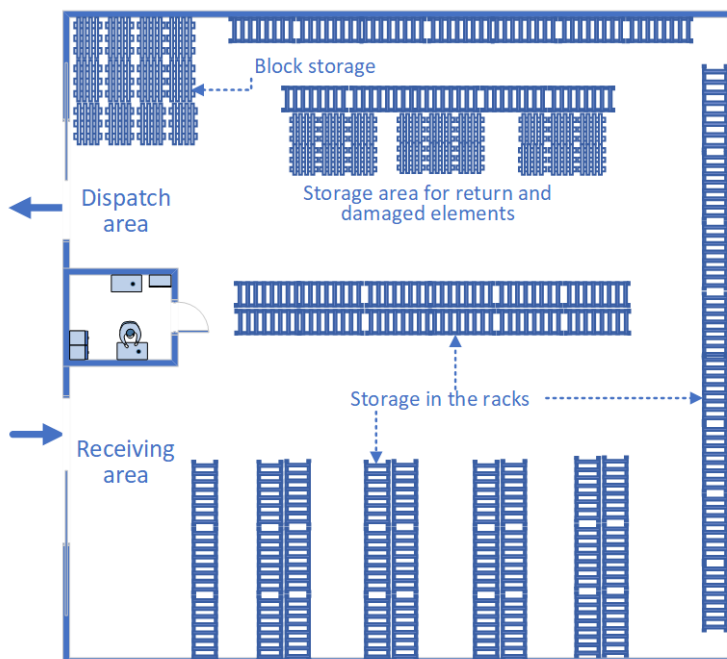 Block storage
Storage area for return and
damaged elements
Dispatch
area
Storage in the racks
Receiving
area